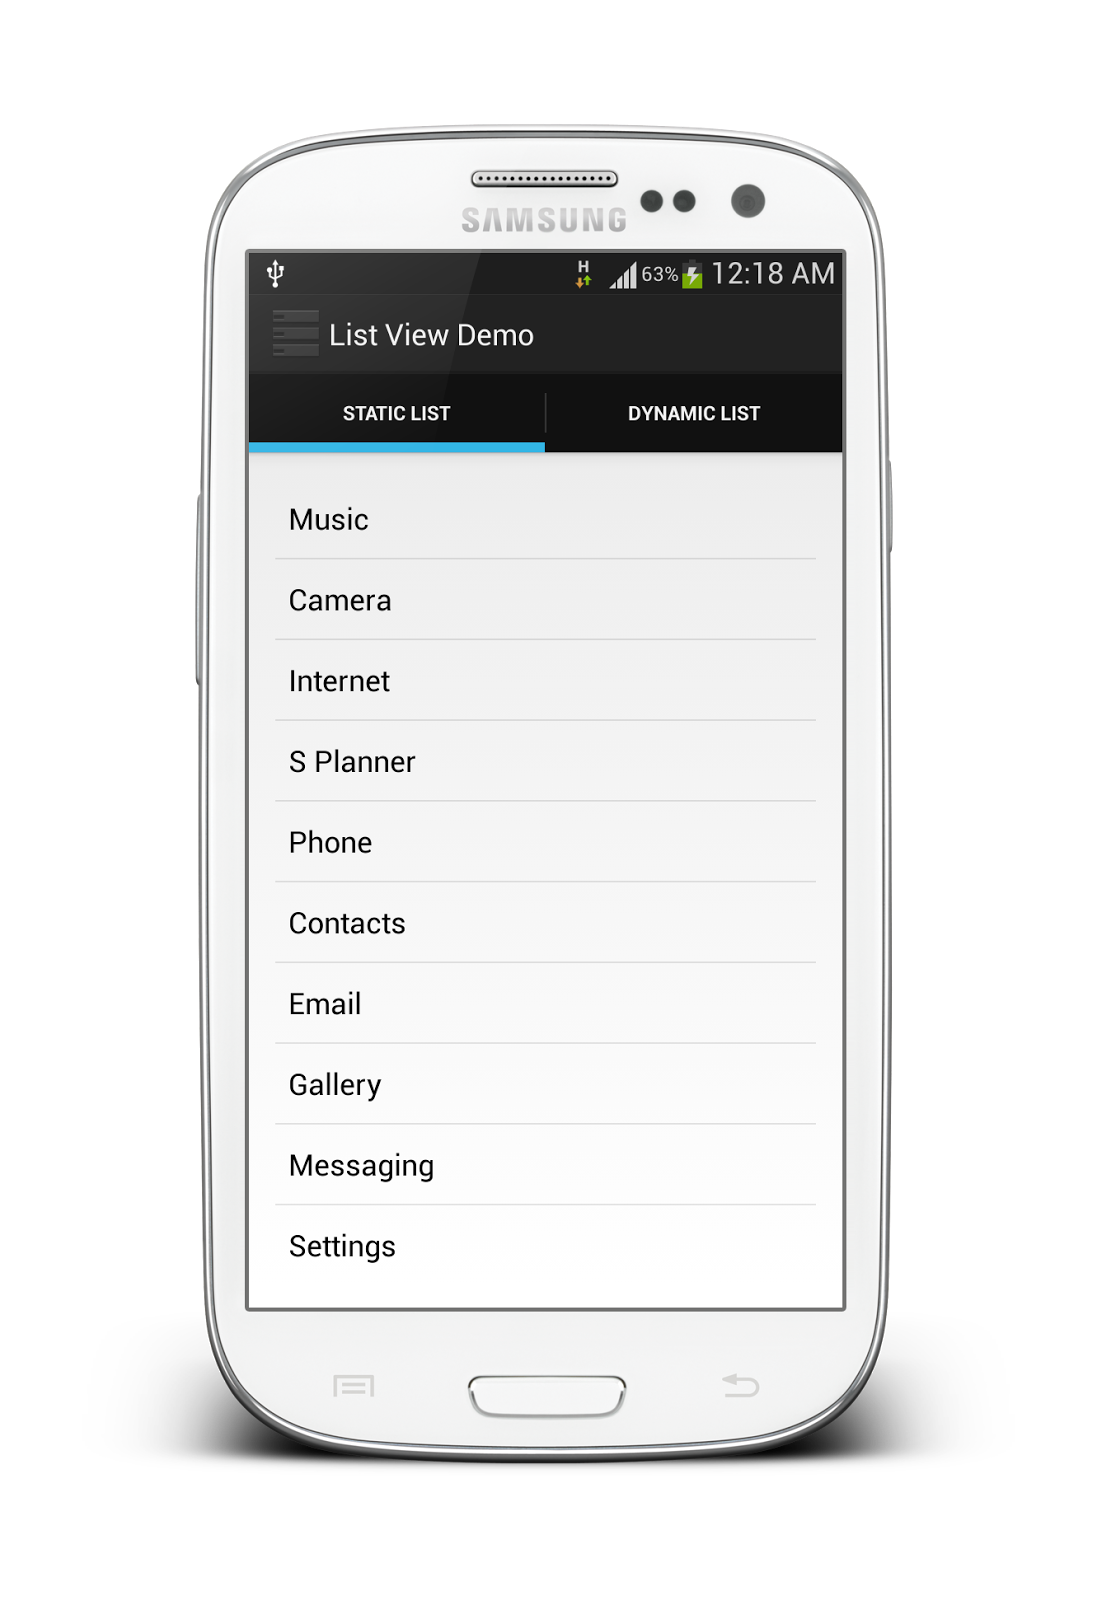 SAMSUNG
H 63% 12:18 AM
List View Demo
STATIC LIST DYNAMIC LIST
Music
Camera
Internet
S Planner
Phone
Contacts
Email
Gallery
Messaging
Settings